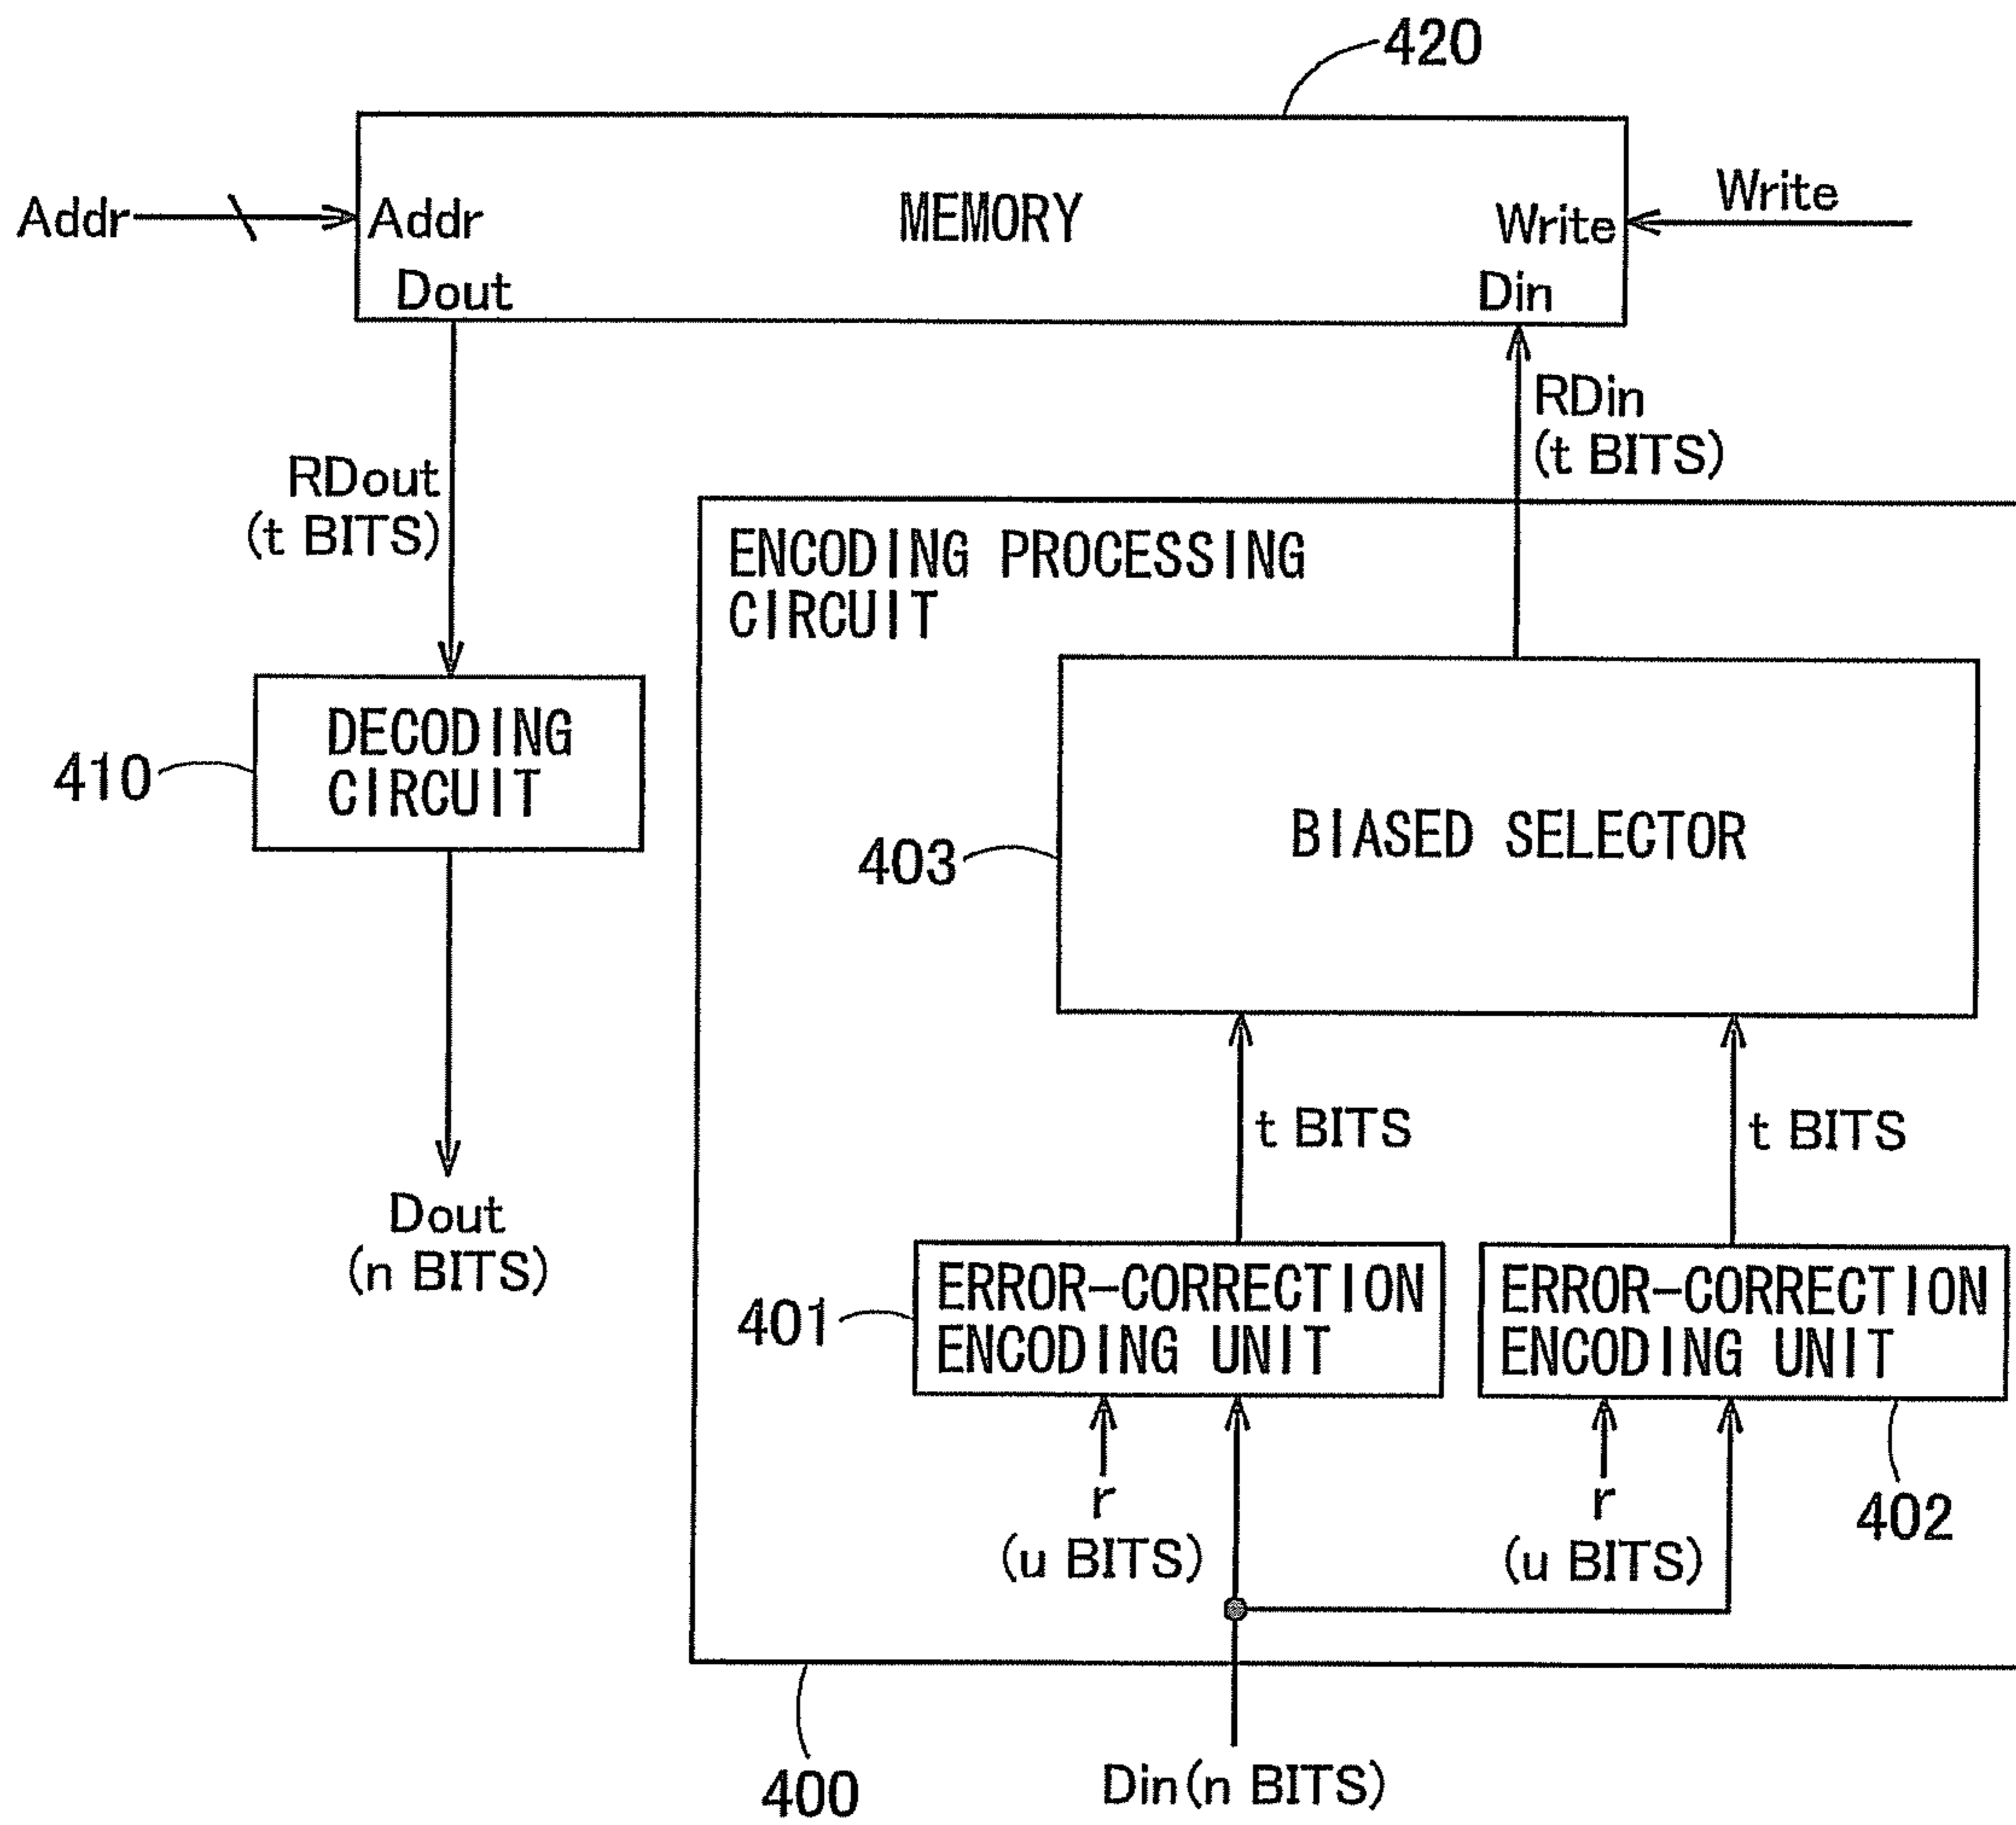 420
Addr
Addr
MEMORY
Write
Write
Dout
Din
RDin
(t BITS)
RDout
(t BITS)
ENCODING PROCESSING
CIRCUIT
DECODING
CIRCUIT
410
BIASED SELECTOR
403
t BITS
t BITS
Dout
(n BITS)
ERROR-CORRECTION
ENCODING UNIT
401
ERROR-CORRECTION
ENCODING UNIT
r
(u BITS)
r
(u BITS)
402
400
Din(n BITS)